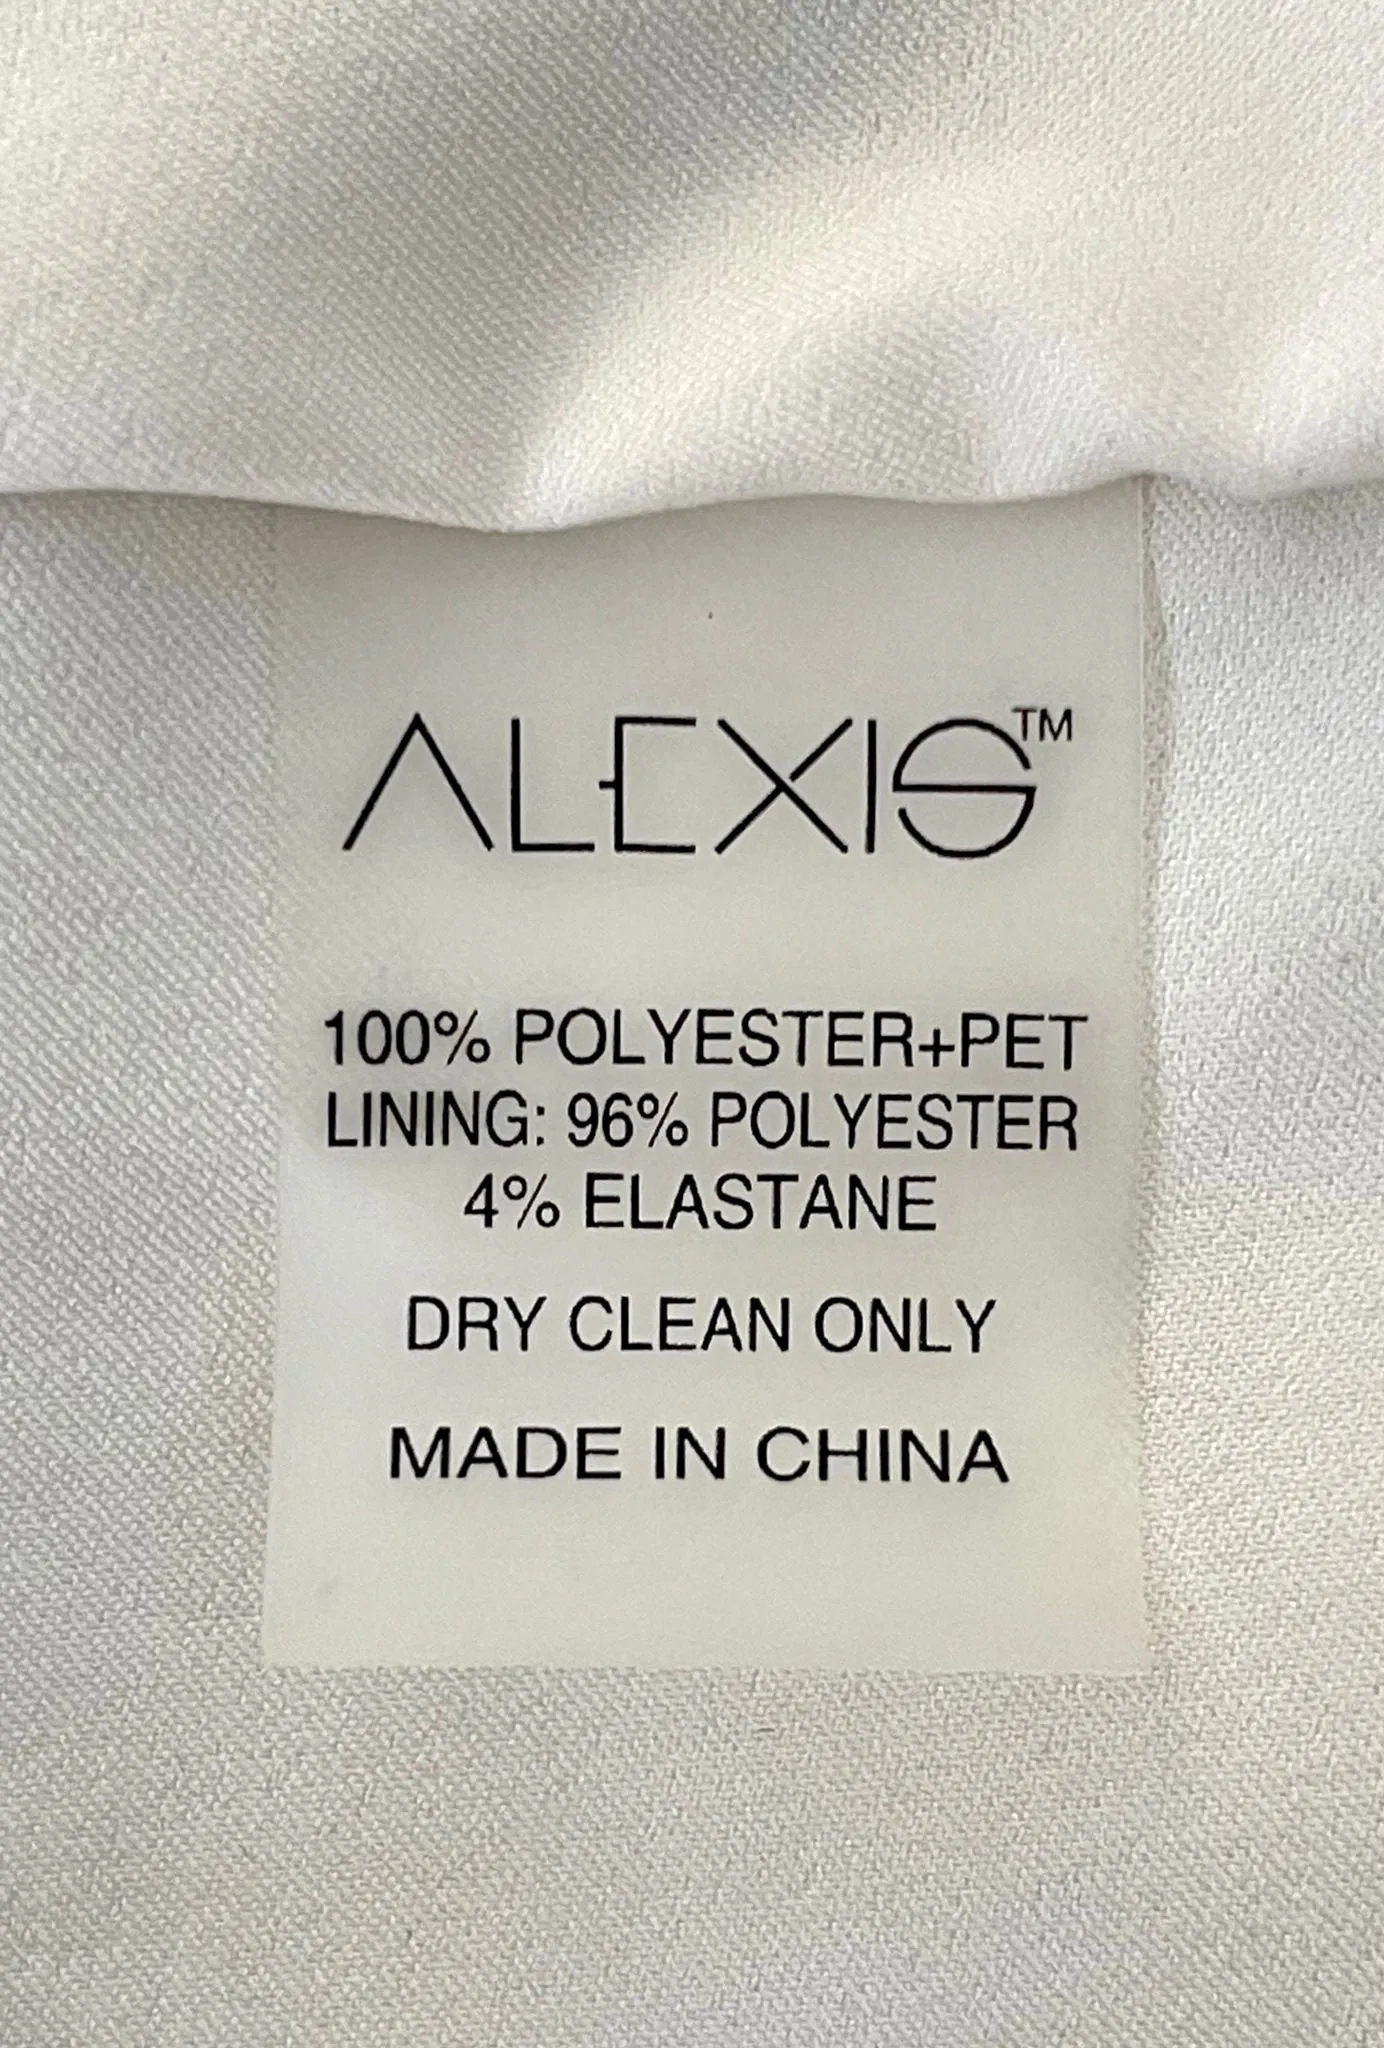 ALEXIS™
100% POLYESTER+PET
LINING: 96% POLYESTER
4% ELASTANE
DRY CLEAN ONLY
MADE IN CHINA